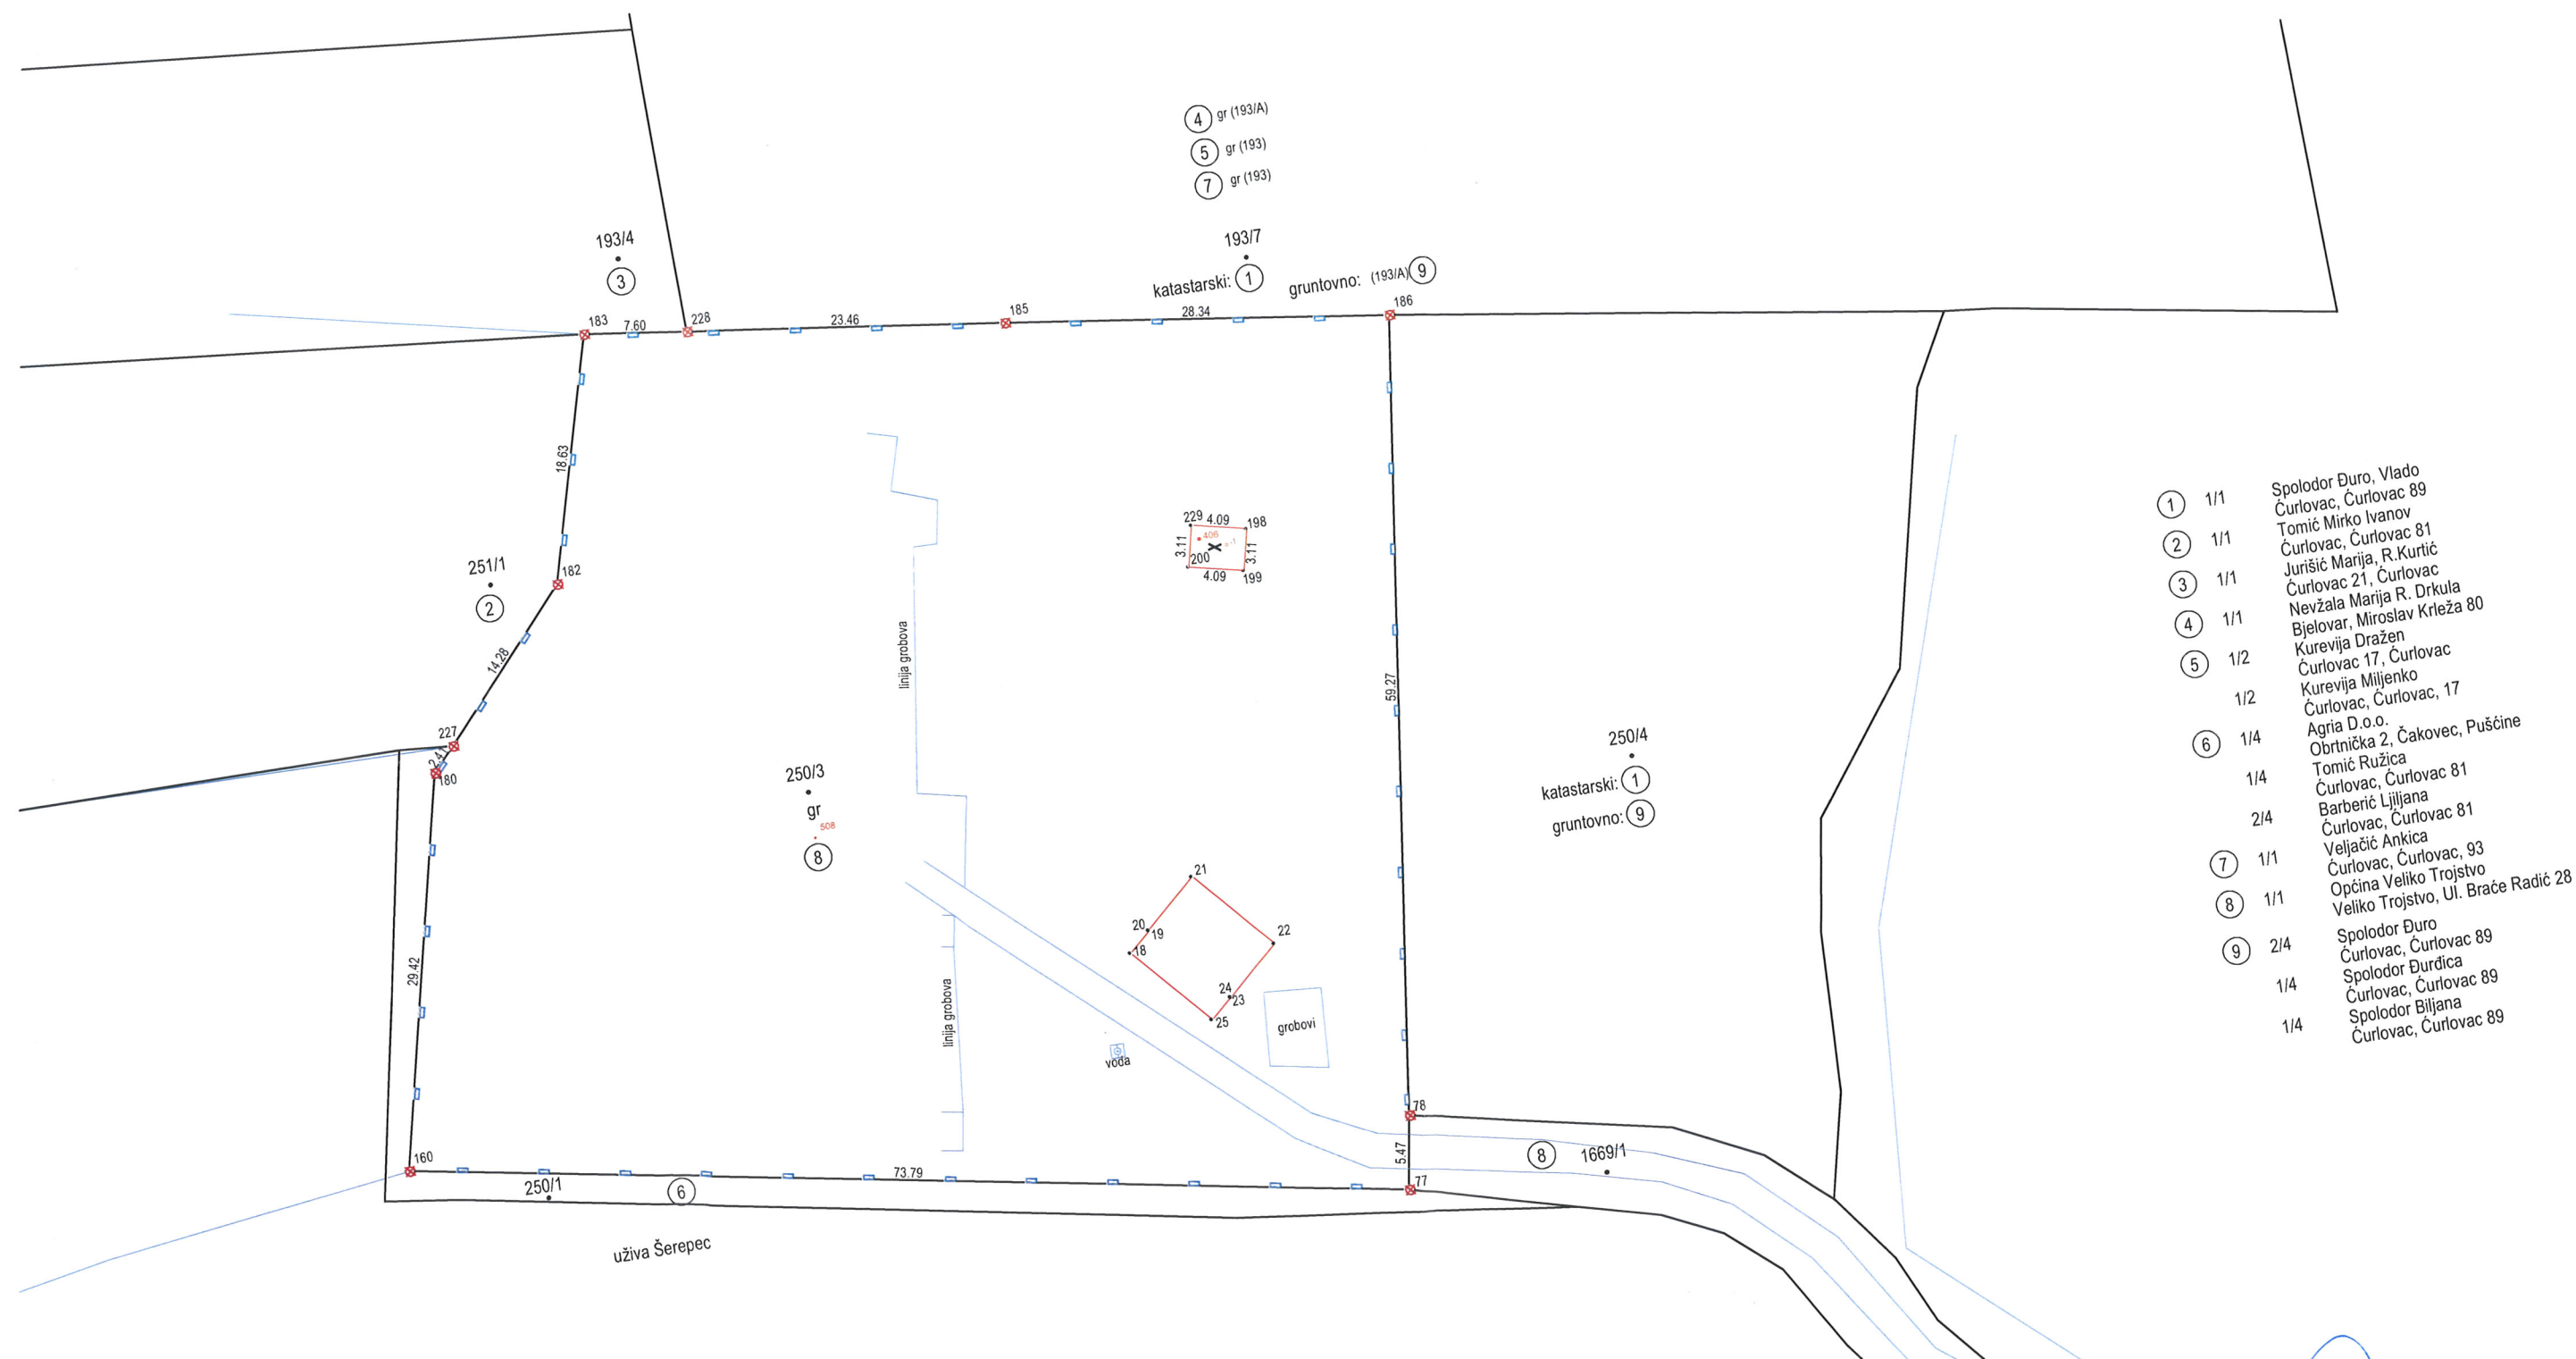 4 gr (193/A)
5 gr (193)
7 gr (193)
193/4
3
193/7
katastarski: 1 gruntovno: (193/A) 9
183
7.60
228
23.46
185
28.34
186
18.63
229 4.09 198
406
3.11
3.11
200
4.09 199
251/1
2
182
14.28
linija grobova
59.27
227
2.41
180
250/3
gr
508
8
250/4
katastarski: 1
gruntovno: 9
21
20
19
18
22
24
23
25
29.42
linija grobova
grobovi
voda
78
5.47
8
1669/1
160
73.79
77
250/1
6
uživa Šerepec
1 1/1 Spolodor Đuro, Vlado
Ćurlovac, Ćurlovac 89
2 1/1 Tomić Mirko Ivanov
Ćurlovac, Ćurlovac 81
3 1/1 Jurišić Marija, R.Kurtić
Ćurlovac 21, Ćurlovac
4 1/1 Nevžala Marija R. Drkula
Bjelovar, Miroslav Krleža 80
5 1/2 Kurevija Dražen
Ćurlovac 17, Ćurlovac
1/2 Kurevija Miljenko
Ćurlovac, Ćurlovac, 17
6 1/4 Agria D.o.o.
Obrtnička 2, Čakovec, Pušćine
1/4 Tomić Ružica
Ćurlovac, Ćurlovac 81
2/4 Barberić Ljiljana
Ćurlovac, Ćurlovac 81
7 1/1 Veljačić Ankica
Ćurlovac, Ćurlovac, 93
8 1/1 Općina Veliko Trojstvo
Veliko Trojstvo, Ul. Braće Radić 28
9 2/4 Spolodor Đuro
Ćurlovac, Ćurlovac 89
1/4 Spolodor Đurđica
Ćurlovac, Ćurlovac 89
1/4 Spolodor Biljana
Ćurlovac, Ćurlovac 89